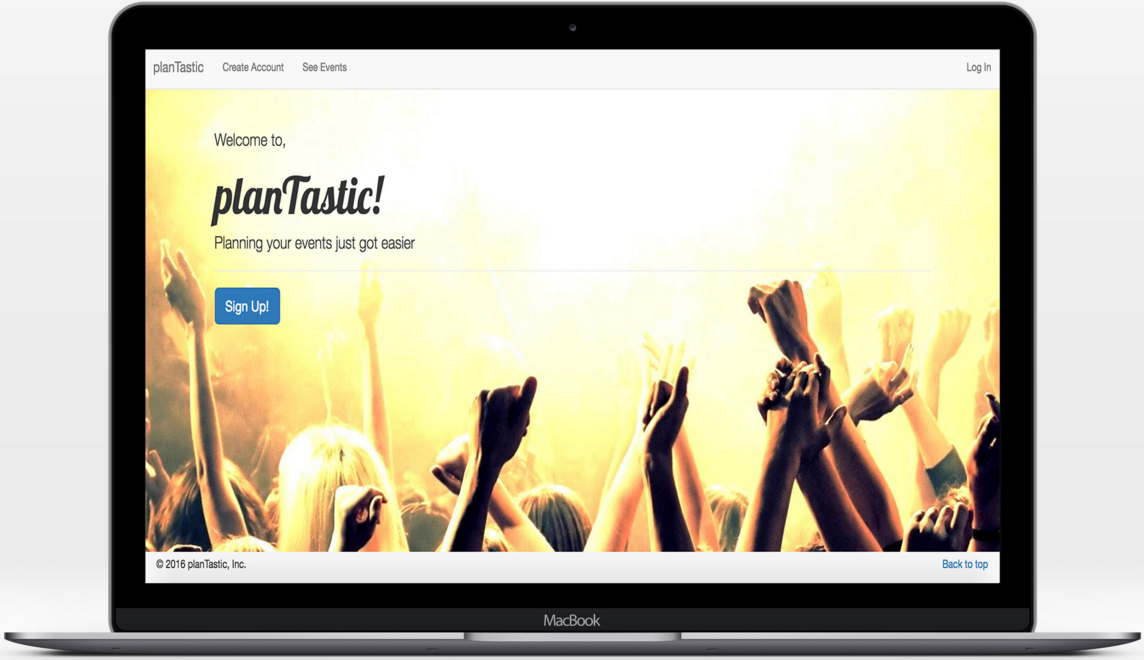 planTastic Create Account See Events Log In
Welcome to,
planTastic!
Planning your events just got easier
Sign Up!
© 2016 planTastic, Inc. Back to top
MacBook